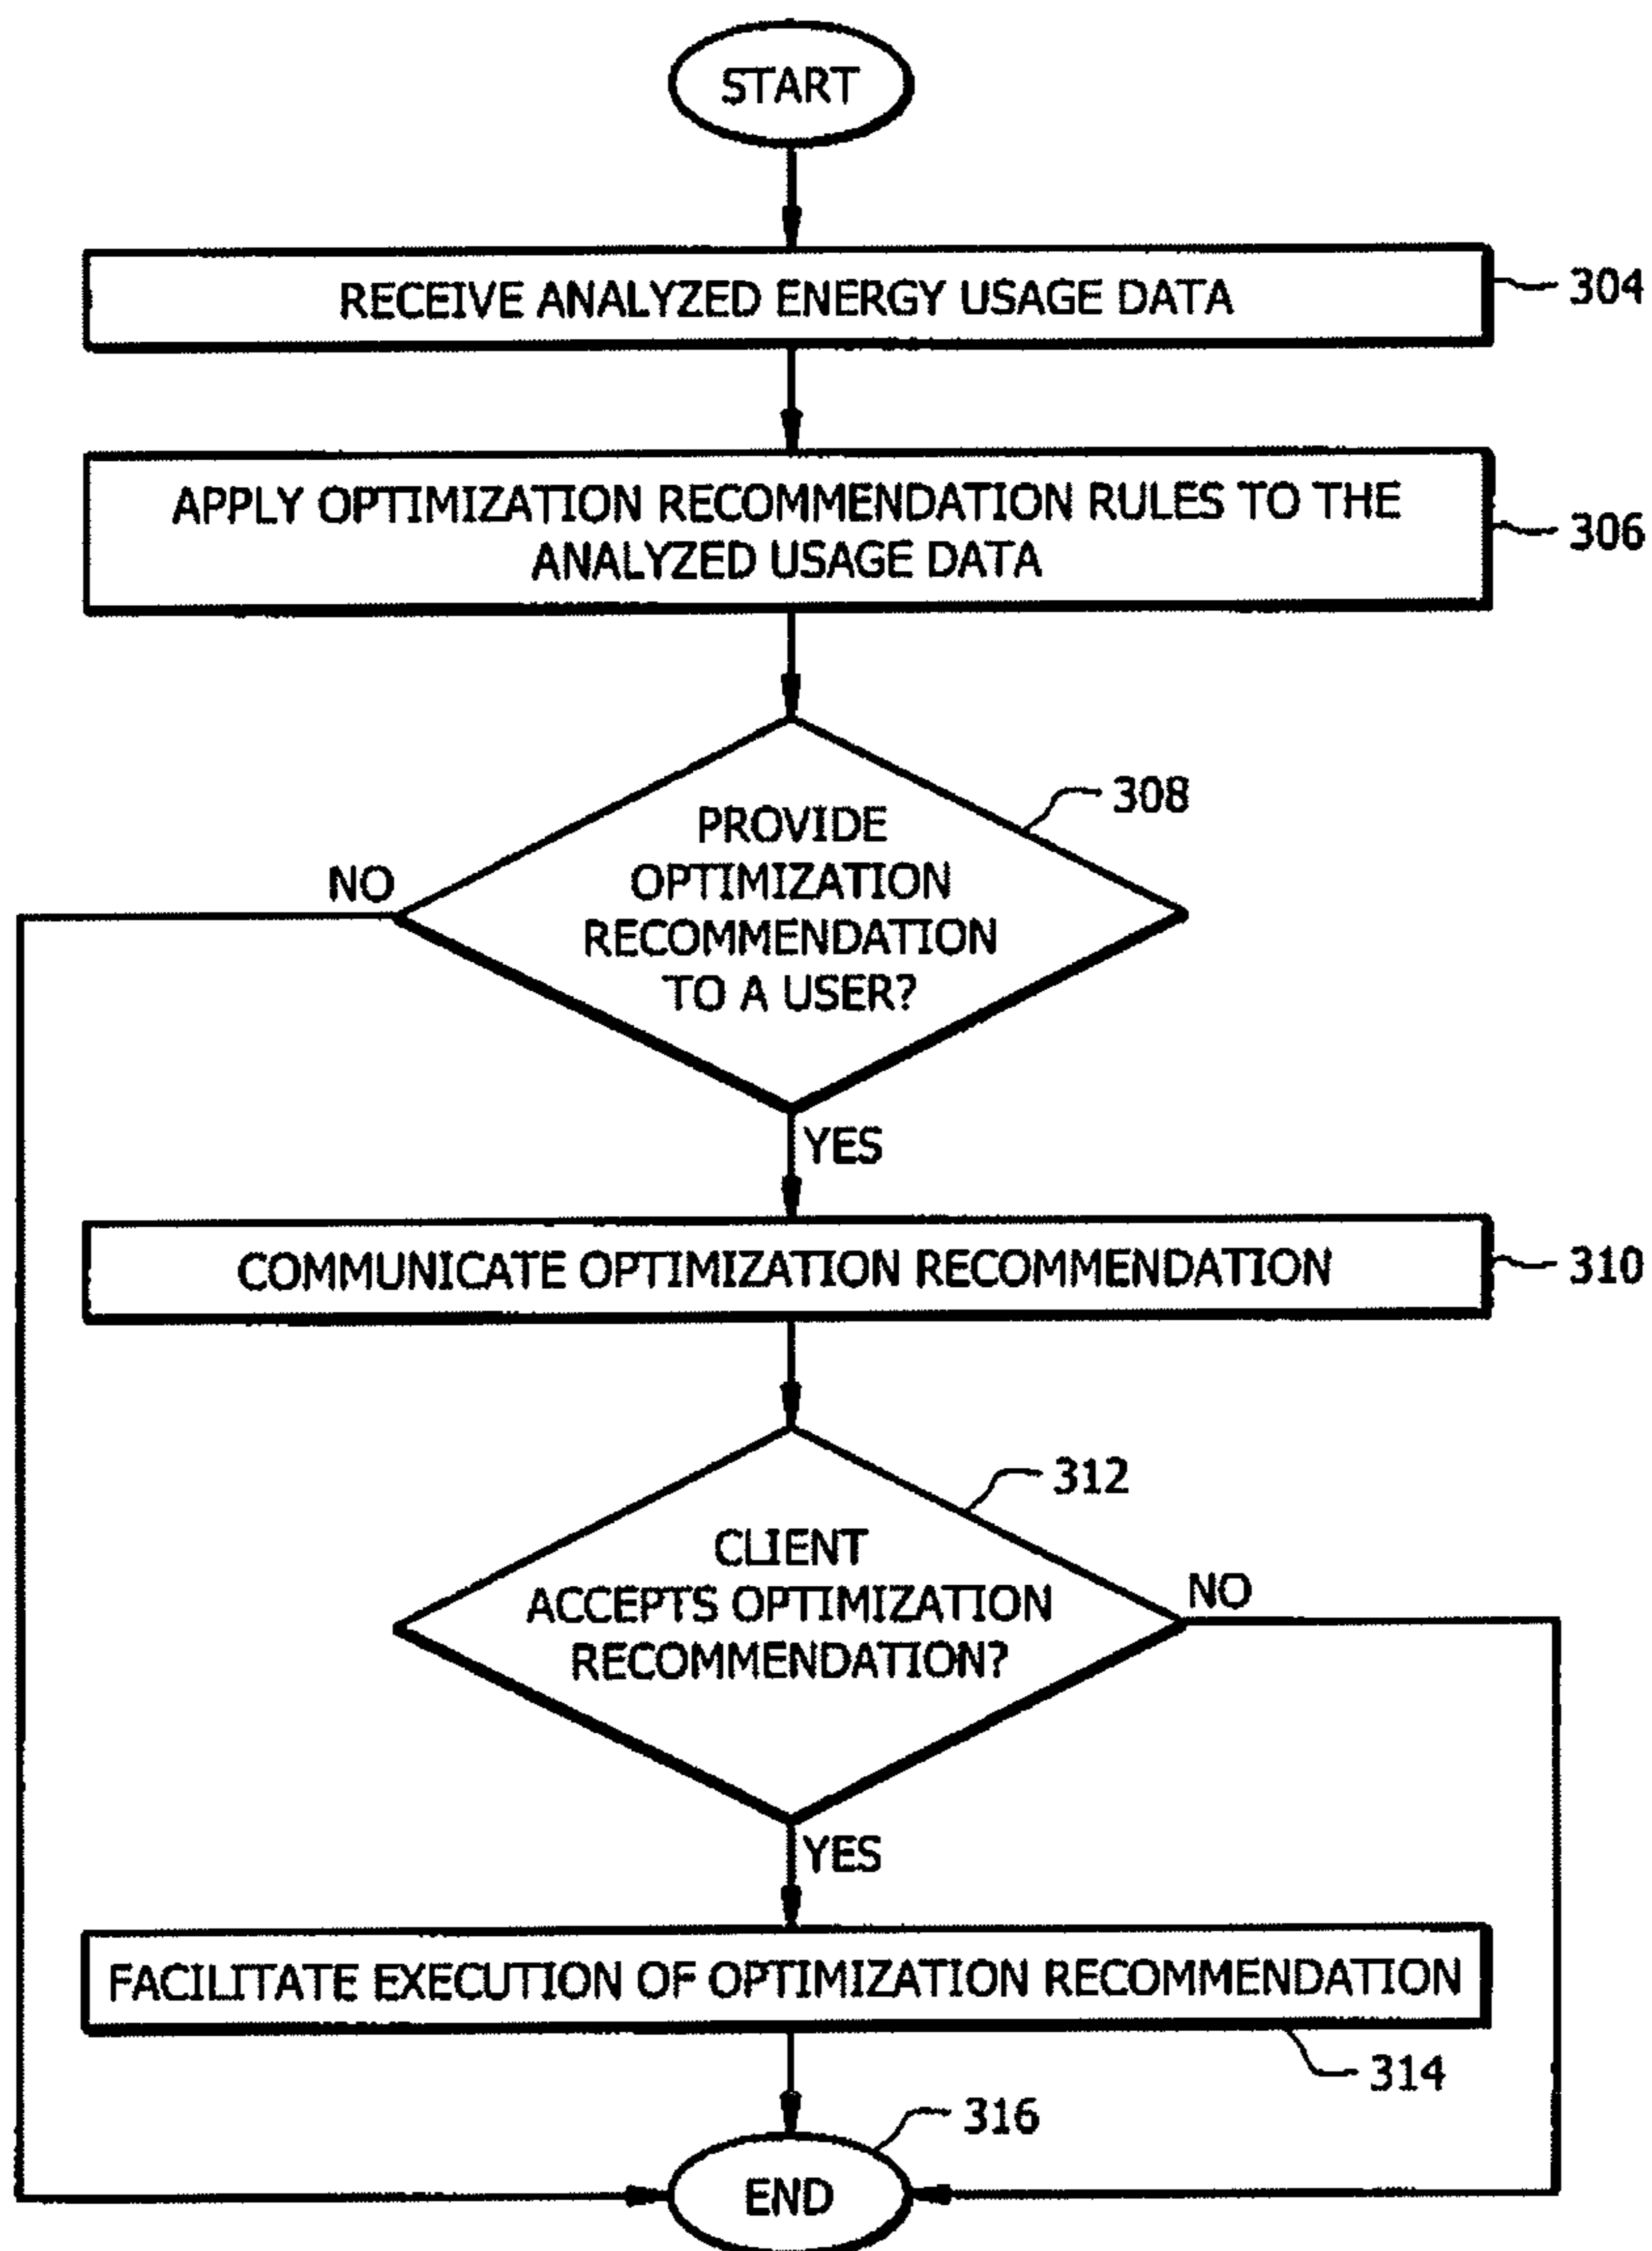 START
RECEIVE ANALYZED ENERGY USAGE DATA
304
APPLY OPTIMIZATION RECOMMENDATION RULES TO THE
ANALYZED USAGE DATA
306
308
PROVIDE
OPTIMIZATION
RECOMMENDATION
TO A USER?
NO
YES
COMMUNICATE OPTIMIZATION RECOMMENDATION
310
312
CLIENT
ACCEPTS OPTIMIZATION
RECOMMENDATION?
NO
YES
FACILITATE EXECUTION OF OPTIMIZATION RECOMMENDATION
314
316
END